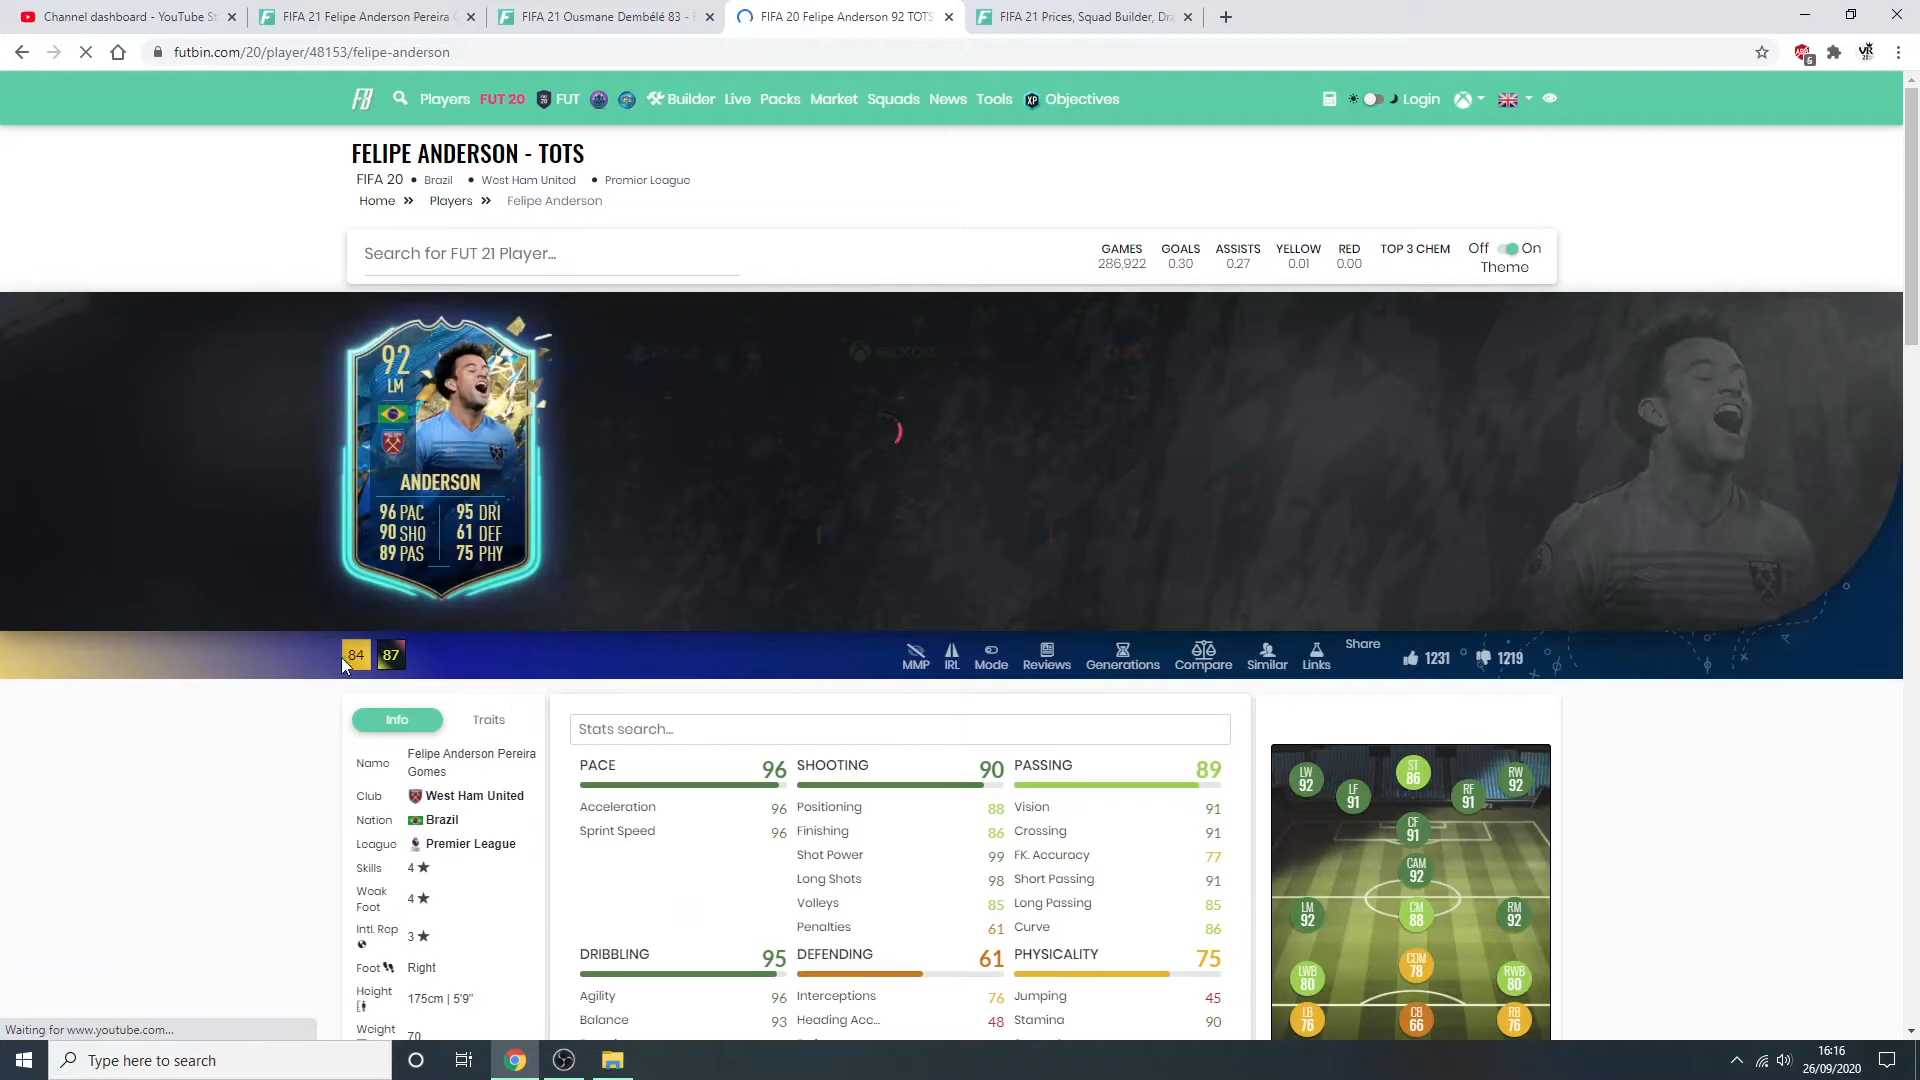 Channel dashboard - YouTube St
FIFA 21 Felipe Anderson Pereira G
FIFA 21 Ousmane Dembélé 83 -
FIFA 20 Felipe Anderson 92 TOTS
FIFA 21 Prices, Squad Builder, Dra
futbin.com/20/player/48153/felipe-anderson
Players FUT 20 FUT Builder Live Packs Market Squads News Tools Objectives Login
FELIPE ANDERSON - TOTS
FIFA 20 • Brazil • West Ham United • Premier League
Home » Players » Felipe Anderson
Search for FUT 21 Player...
GAMES GOALS ASSISTS YELLOW RED TOP 3 CHEM Off On
286,922 0.30 0.27 0.01 0.00 Theme
92
LM
ANDERSON
96 PAC 95 DRI
90 SHO 61 DEF
89 PAS 75 PHY
84 87
MMP IRL Mode Reviews Generations Compare Similar Links Share 1231 1219
Info Traits
Name Felipe Anderson Pereira Gomes
Club West Ham United
Nation Brazil
League Premier League
Skills 4 ★
Weak Foot 4 ★
Intl. Rep 3 ★
Foot Right
Height 175cm | 5'9"
Weight 70
Stats search...
PACE 96 SHOOTING 90 PASSING 89
Acceleration 96 Positioning 88 Vision 91
Sprint Speed 96 Finishing 86 Crossing 91
Shot Power 99 FK. Accuracy 77
Long Shots 98 Short Passing 91
Volleys 85 Long Passing 85
Penalties 61 Curve 86
DRIBBLING 95 DEFENDING 61 PHYSICALITY 75
Agility 96 Interceptions 76 Jumping 45
Balance 93 Heading Acc... 48 Stamina 90
LW 92 ST 86 RW 92
LF 91 RF 91
CF 91
CAM 92
LM 92 CM 88 RM 92
CDM 78
LWB 80 RWB 80
LB 76 CB 66 RB 76
Waiting for www.youtube.com...
Type here to search
16:16
26/09/2020